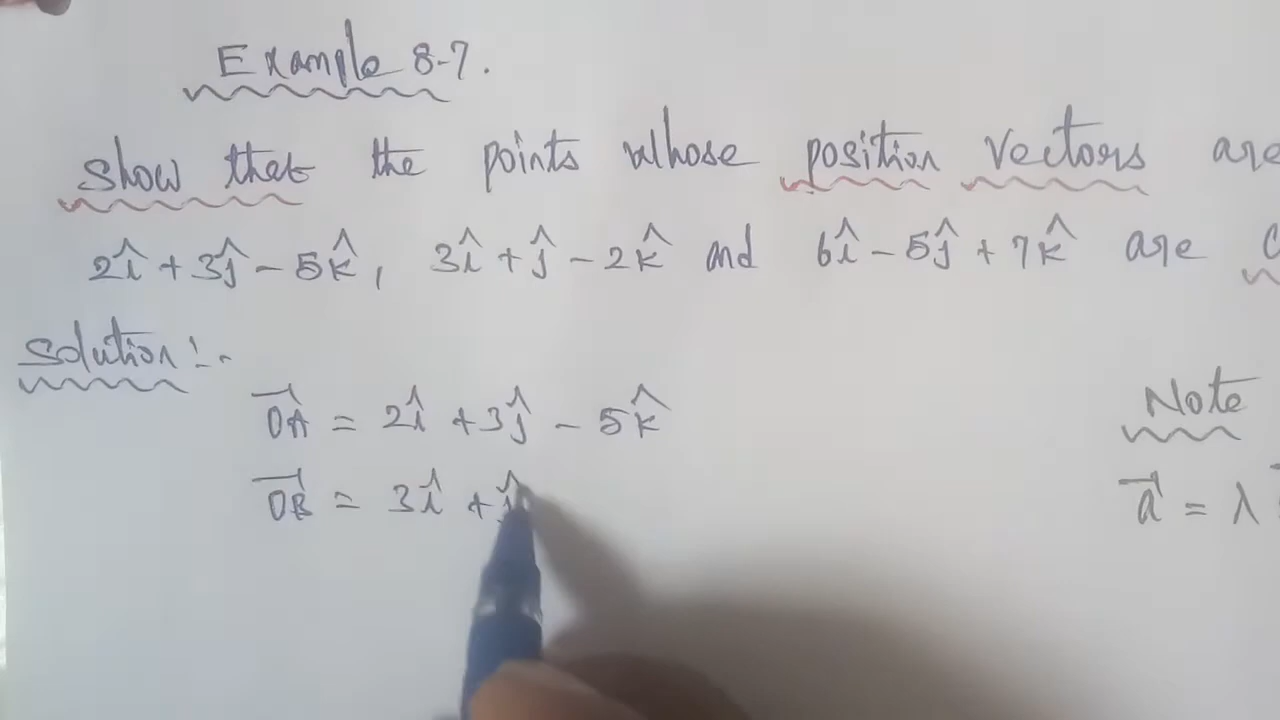 Example 8-7.
Show that the points whose position vectors are
2î + 3ĵ - 5k̂, 3î + ĵ - 2k̂ and 6î - 5ĵ + 7k̂ are
Solution:-
OA⃗ = 2î + 3ĵ - 5k̂
OB⃗ = 3î + ĵ
Note
a⃗ = λ